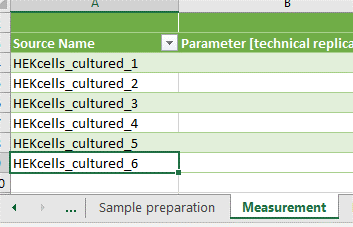 A B
Source Name Parameter [technical replica
HEKcells_cultured_1
HEKcells_cultured_2
HEKcells_cultured_3
HEKcells_cultured_4
HEKcells_cultured_5
HEKcells_cultured_6
... Sample preparation Measurement